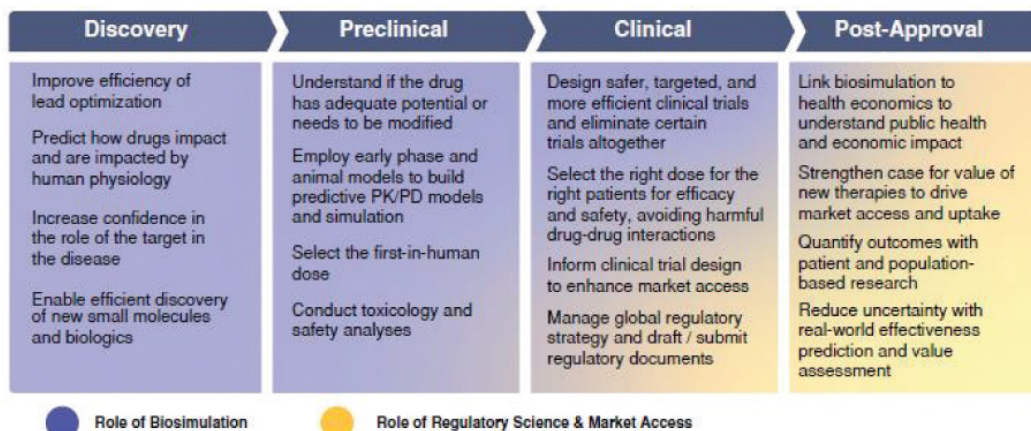 Discovery
Preclinical
Clinical
Post-Approval
Improve efficiency of
lead optimization
Predict how drugs impact
and are impacted by
human physiology
Increase confidence in
the role of the target in
the disease
Enable efficient discovery
of new small molecules
and biologics
Understand if the drug
has adequate potential or
needs to be modified
Employ early phase and
animal models to build
predictive PK/PD models
and simulation
Select the first-in-human
dose
Conduct toxicology and
safety analyses
Design safer, targeted, and
more efficient clinical trials
and eliminate certain
trials altogether
Select the right dose for the
right patients for efficacy
and safety, avoiding harmful
drug-drug interactions
Inform clinical trial design
to enhance market access
Manage global regulatory
strategy and draft / submit
regulatory documents
Link biosimulation to
health economics to
understand public health
and economic impact
Strengthen case for value of
new therapies to drive
market access and uptake
Quantify outcomes with
patient and population-
based research
Reduce uncertainty with
real-world effectiveness
prediction and value
assessment
Role of Biosimulation
Role of Regulatory Science & Market Access